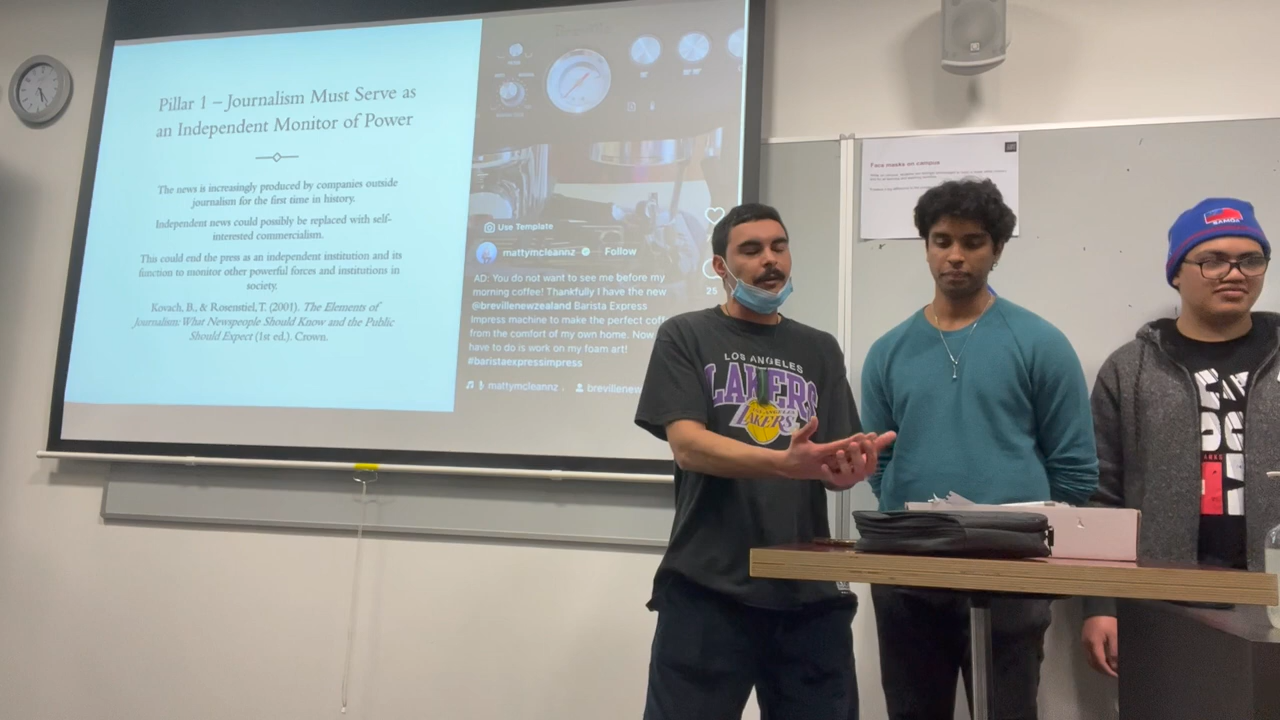 Pillar 1 – Journalism Must Serve as
an Independent Monitor of Power
The news is increasingly produced by companies outside
journalism for the first time in history.
Independent news could possibly be replaced with self-
interested commercialism.
This could end the press as an independent institution and its
function to monitor other powerful forces and institutions in
society.
Kovach, B., & Rosenstiel, T. (2001). The Elements of
Journalism: What Newspeople Should Know and the Public
Should Expect (1st ed.). Crown.
Use Template
mattymcleannz Follow
AD: You do not want to see me before my
morning coffee! Thankfully I have the new
@brevillenewzealand Barista Express
Impress machine to make the perfect coff
from the comfort of my own home. Now
have to do is work on my foam art!
#baristaexpressimpress
mattymcleannz
brevillenew
25
Face masks on campus
LOS ANGELES
LAKERS
LAKERS
SAMOA